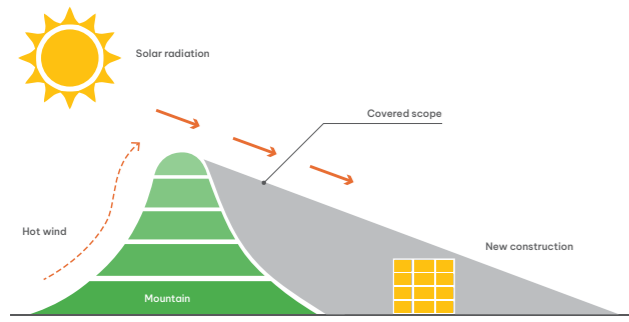 Solar radiation
Covered scope
Hot wind
New construction
Mountain